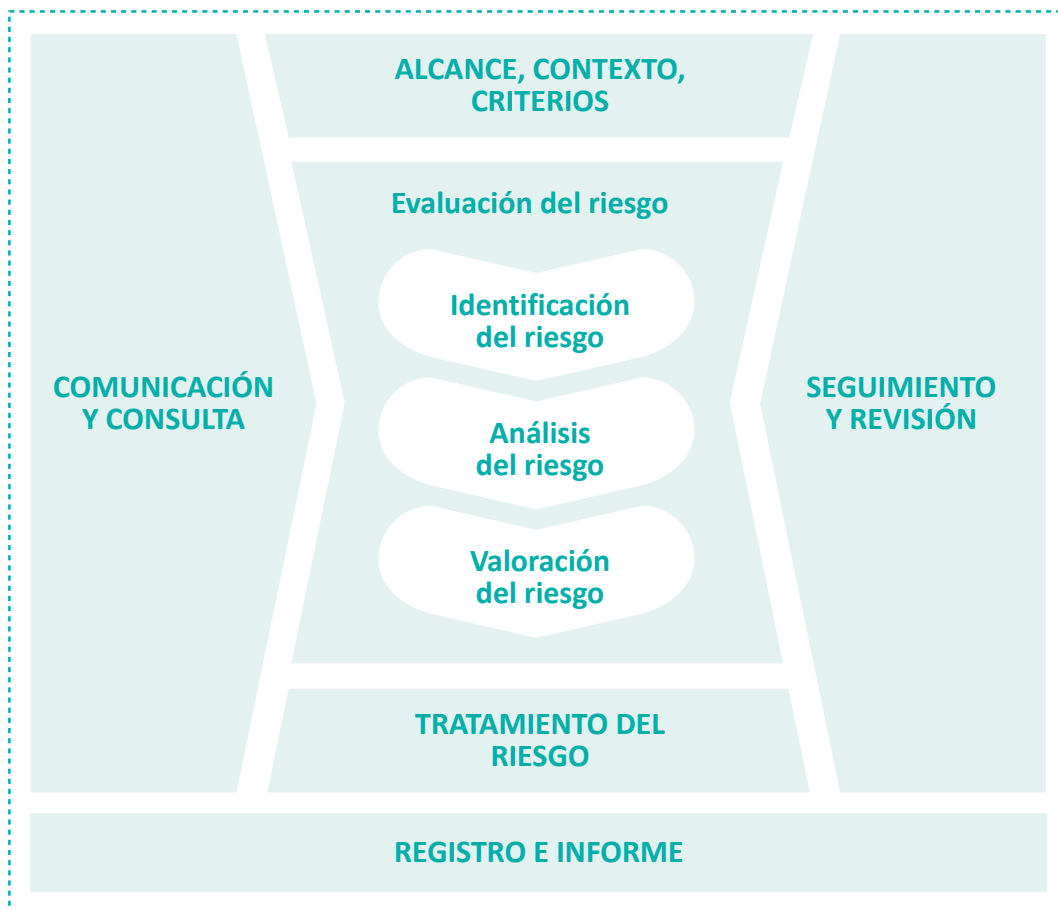 ALCANCE, CONTEXTO,
CRITERIOS
Evaluación del riesgo
Identificación
del riesgo
COMUNICACIÓN
Y CONSULTA
SEGUIMIENTO
Y REVISIÓN
Análisis
del riesgo
Valoración
del riesgo
TRATAMIENTO DEL
RIESGO
REGISTRO E INFORME